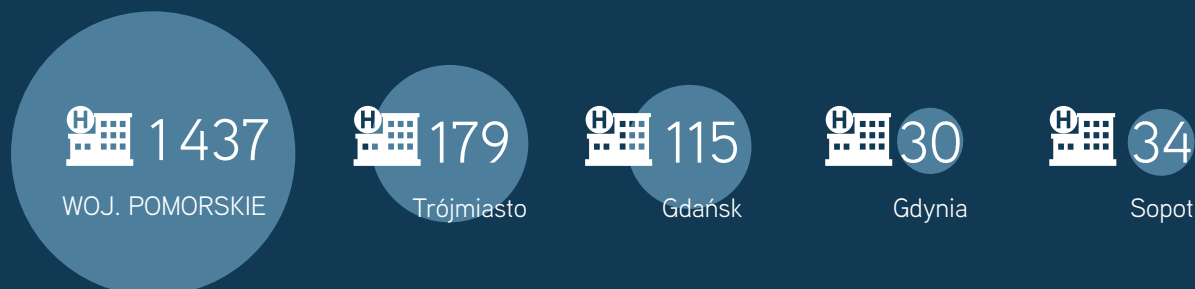 H 1 437
WOJ. POMORSKIE
H 179
Trójmiasto
H 115
Gdańsk
H 30
Gdynia
H 34
Sopot